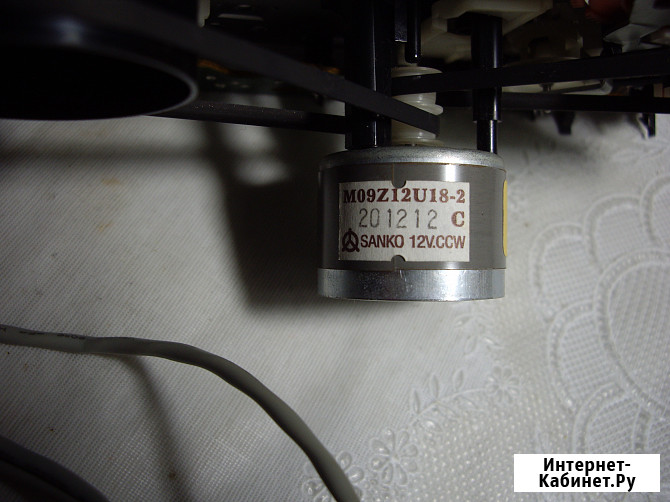 M09Z12U18-2
201212 C
SANKO 12V.CCW
Интернет-
Кабинет.Ру